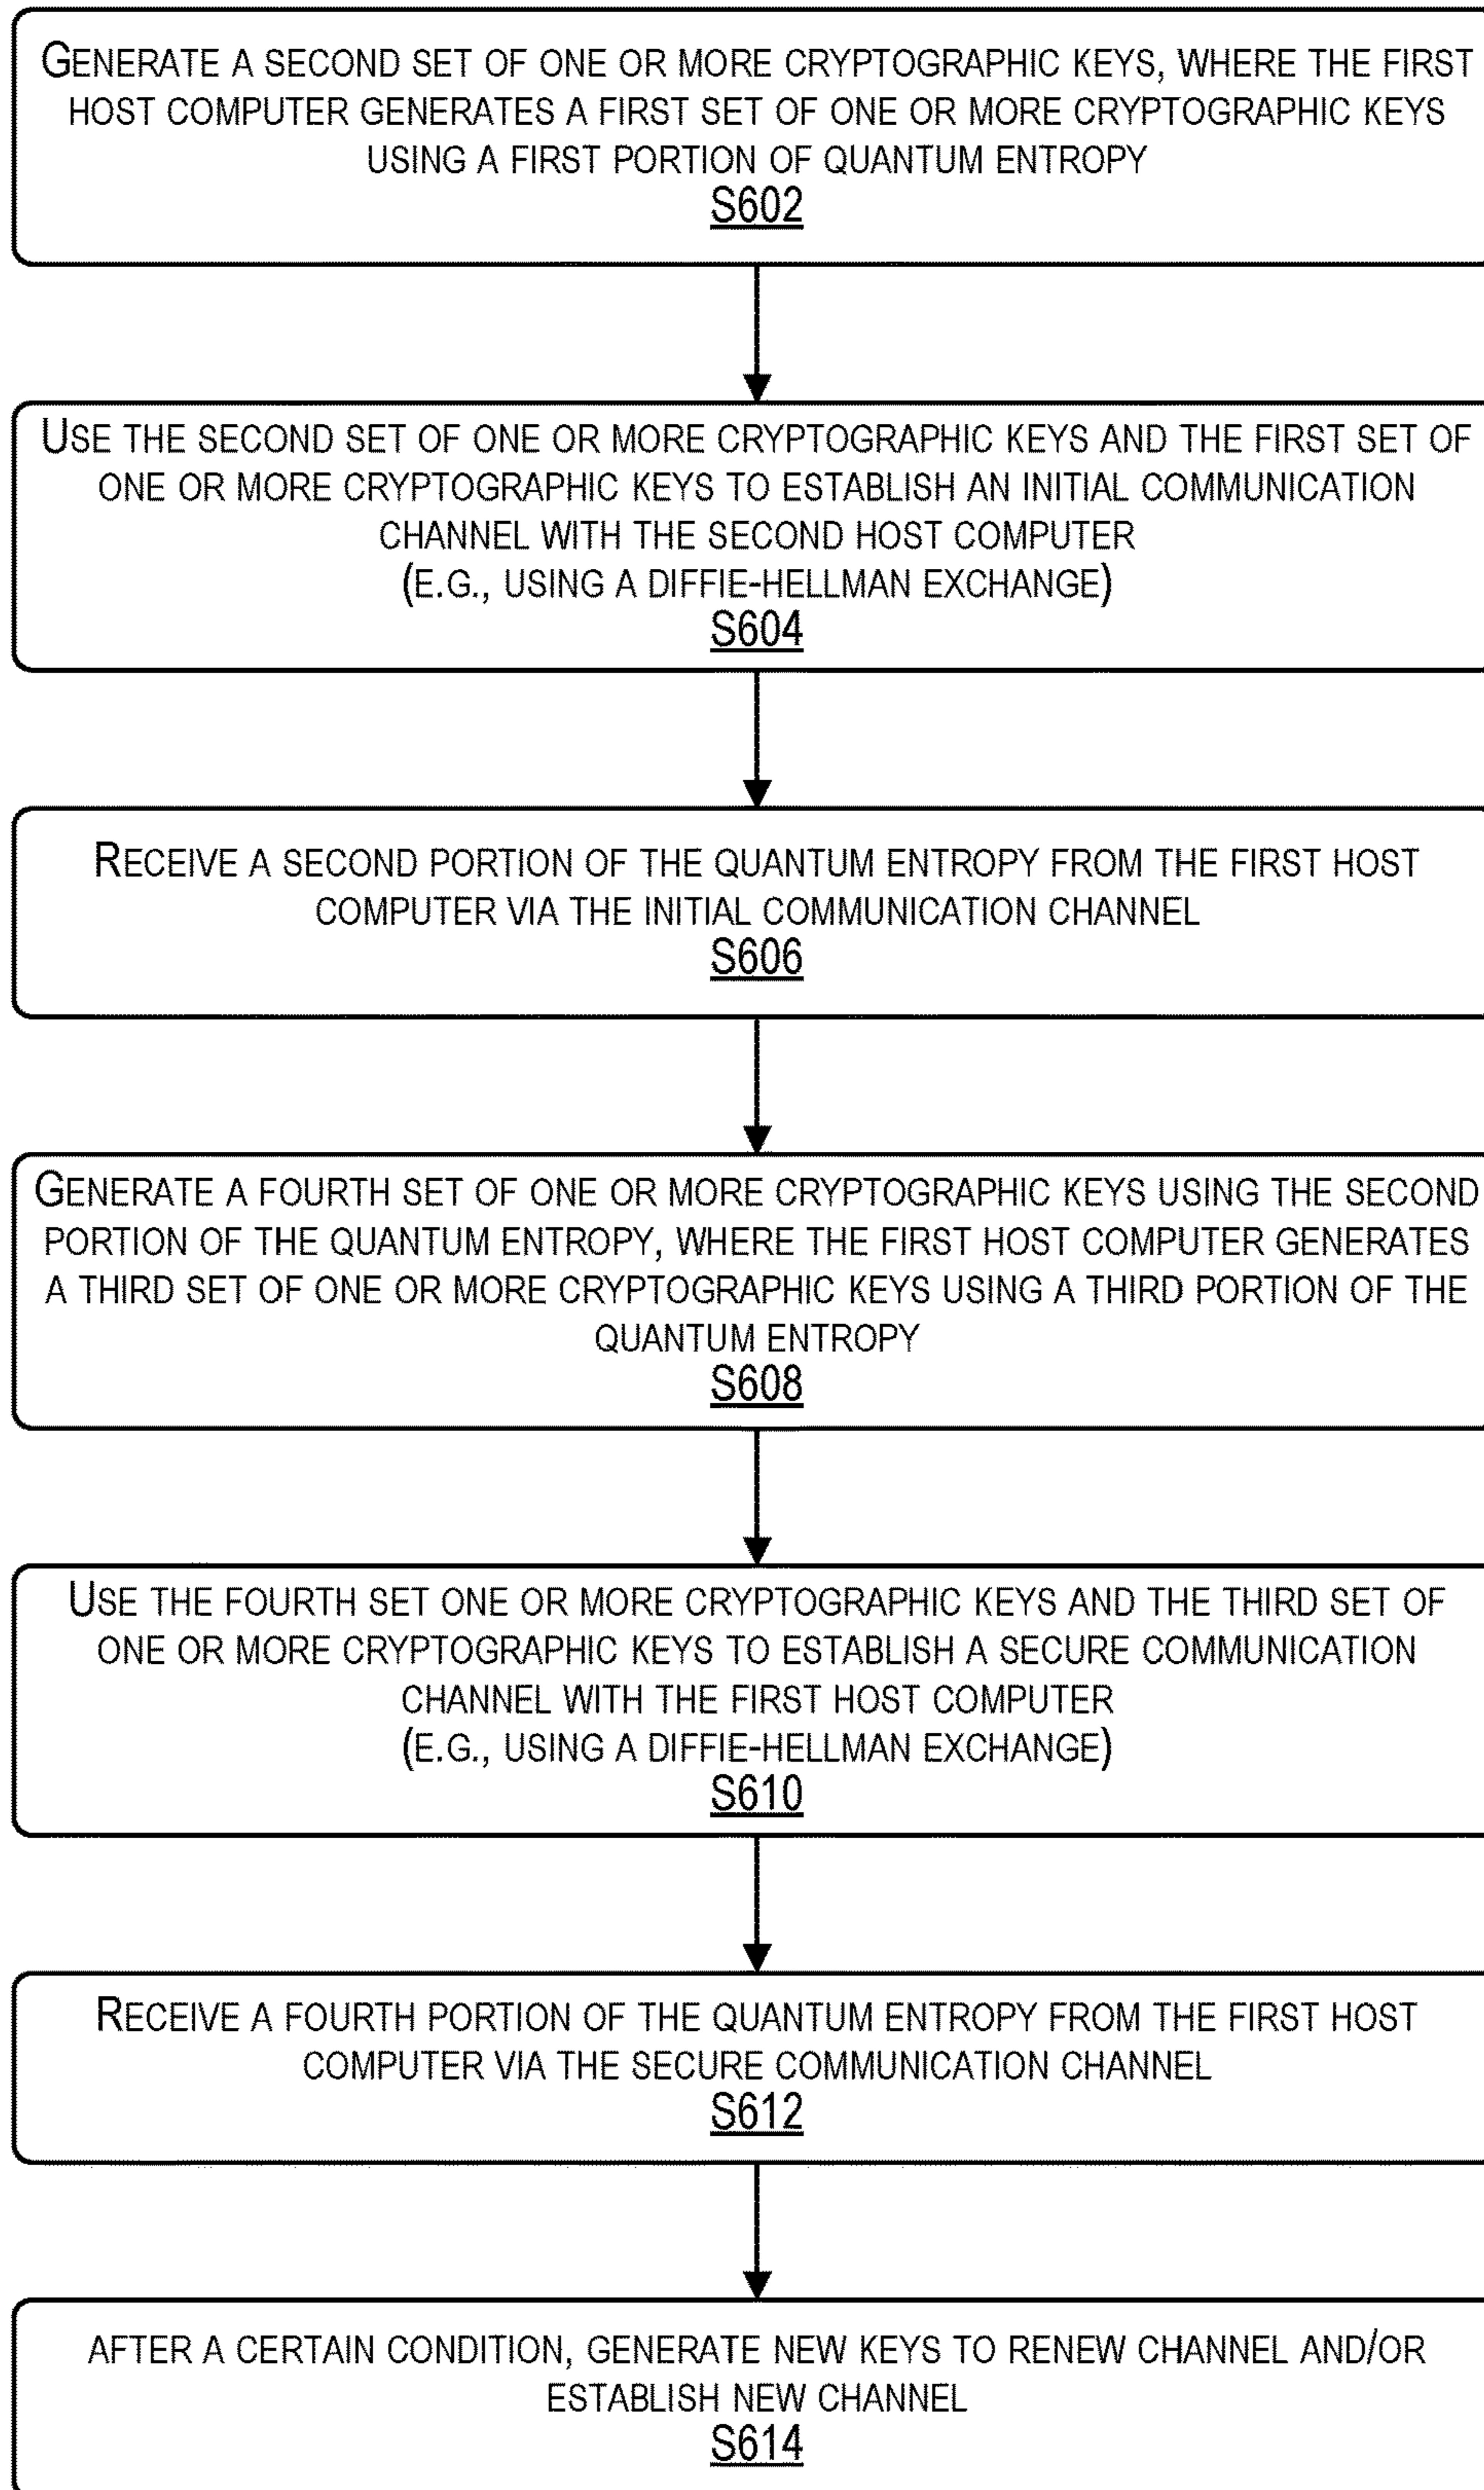 GENERATE A SECOND SET OF ONE OR MORE CRYPTOGRAPHIC KEYS, WHERE THE FIRST
HOST COMPUTER GENERATES A FIRST SET OF ONE OR MORE CRYPTOGRAPHIC KEYS
USING A FIRST PORTION OF QUANTUM ENTROPY
S602
USE THE SECOND SET OF ONE OR MORE CRYPTOGRAPHIC KEYS AND THE FIRST SET OF
ONE OR MORE CRYPTOGRAPHIC KEYS TO ESTABLISH AN INITIAL COMMUNICATION
CHANNEL WITH THE SECOND HOST COMPUTER
(E.G., USING A DIFFIE-HELLMAN EXCHANGE)
S604
RECEIVE A SECOND PORTION OF THE QUANTUM ENTROPY FROM THE FIRST HOST
COMPUTER VIA THE INITIAL COMMUNICATION CHANNEL
S606
GENERATE A FOURTH SET OF ONE OR MORE CRYPTOGRAPHIC KEYS USING THE SECOND
PORTION OF THE QUANTUM ENTROPY, WHERE THE FIRST HOST COMPUTER GENERATES
A THIRD SET OF ONE OR MORE CRYPTOGRAPHIC KEYS USING A THIRD PORTION OF THE
QUANTUM ENTROPY
S608
USE THE FOURTH SET ONE OR MORE CRYPTOGRAPHIC KEYS AND THE THIRD SET OF
ONE OR MORE CRYPTOGRAPHIC KEYS TO ESTABLISH A SECURE COMMUNICATION
CHANNEL WITH THE FIRST HOST COMPUTER
(E.G., USING A DIFFIE-HELLMAN EXCHANGE)
S610
RECEIVE A FOURTH PORTION OF THE QUANTUM ENTROPY FROM THE FIRST HOST
COMPUTER VIA THE SECURE COMMUNICATION CHANNEL
S612
AFTER A CERTAIN CONDITION, GENERATE NEW KEYS TO RENEW CHANNEL AND/OR
ESTABLISH NEW CHANNEL
S614